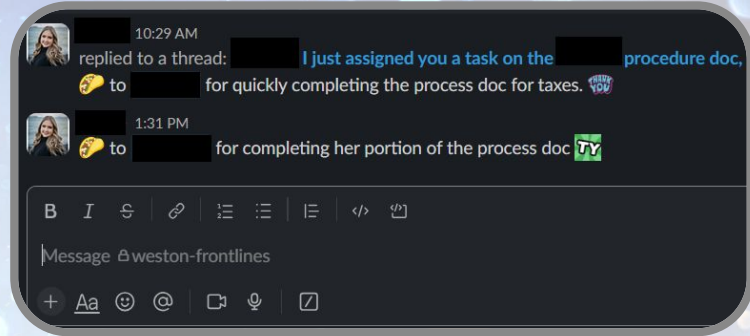 10:29 AM
replied to a thread: I just assigned you a task on the procedure doc,
🌮 to for quickly completing the process doc for taxes. THANK YOU
1:31 PM
🌮 to for completing her portion of the process doc TY
B I S </>
Message weston-frontlines
+ Aa @